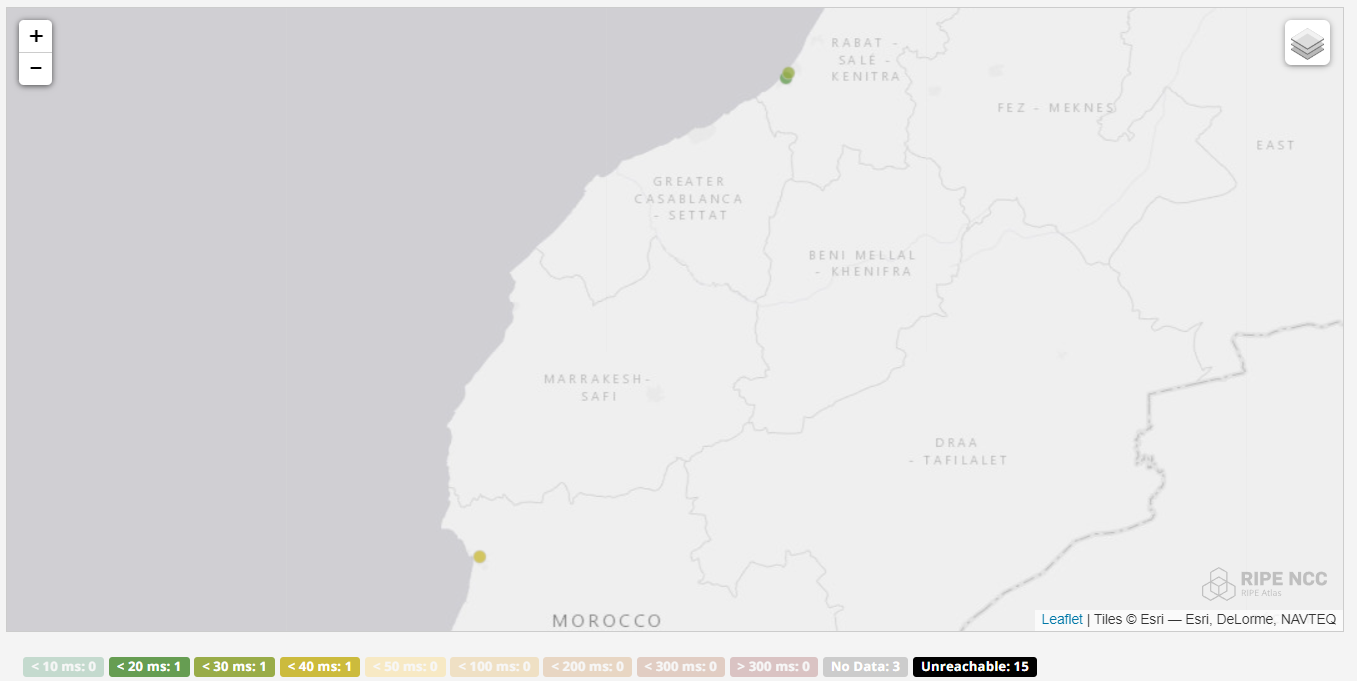 +
−
RABAT -
SALÉ -
KENITRA
FEZ - MEKNES
EAST
GREATER
CASABLANCA
- SETTAT
BENI MELLAL
- KHENIFRA
MARRAKESH-
SAFI
DRAA
- TAFILALET
MOROCCO
RIPE NCC
RIPE Atlas
Leaflet | Tiles © Esri — Esri, DeLorme, NAVTEQ
< 10 ms: 0 < 20 ms: 1 < 30 ms: 1 < 40 ms: 1 < 50 ms: 0 < 100 ms: 0 < 200 ms: 0 < 300 ms: 0 > 300 ms: 0 No Data: 3 Unreachable: 15